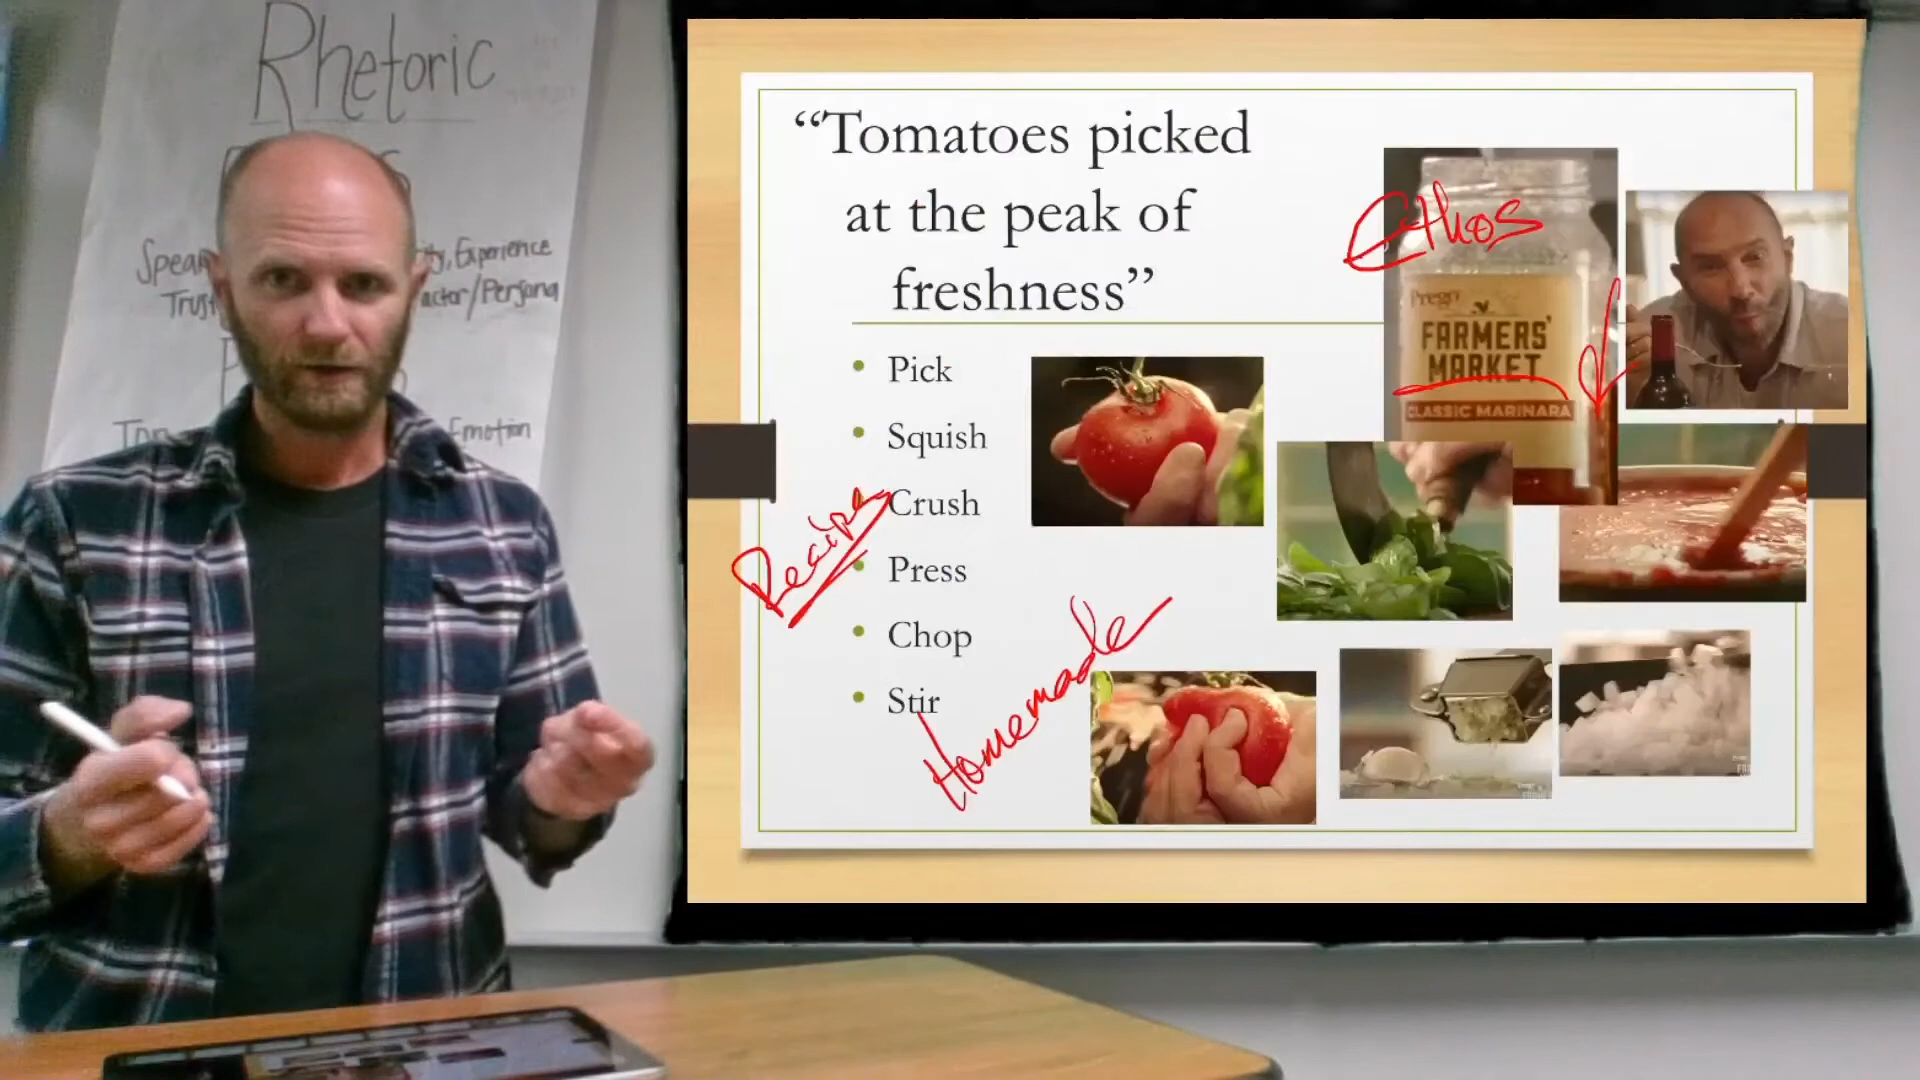 Rhetoric
Experience
Trust
/Persona
Emotion
“Tomatoes picked
at the peak of
freshness”
Pick
Squish
Crush
Press
Chop
Stir
Recipe
Homemade
Ethos
Prego
FARMERS'
MARKET
CLASSIC MARINARA